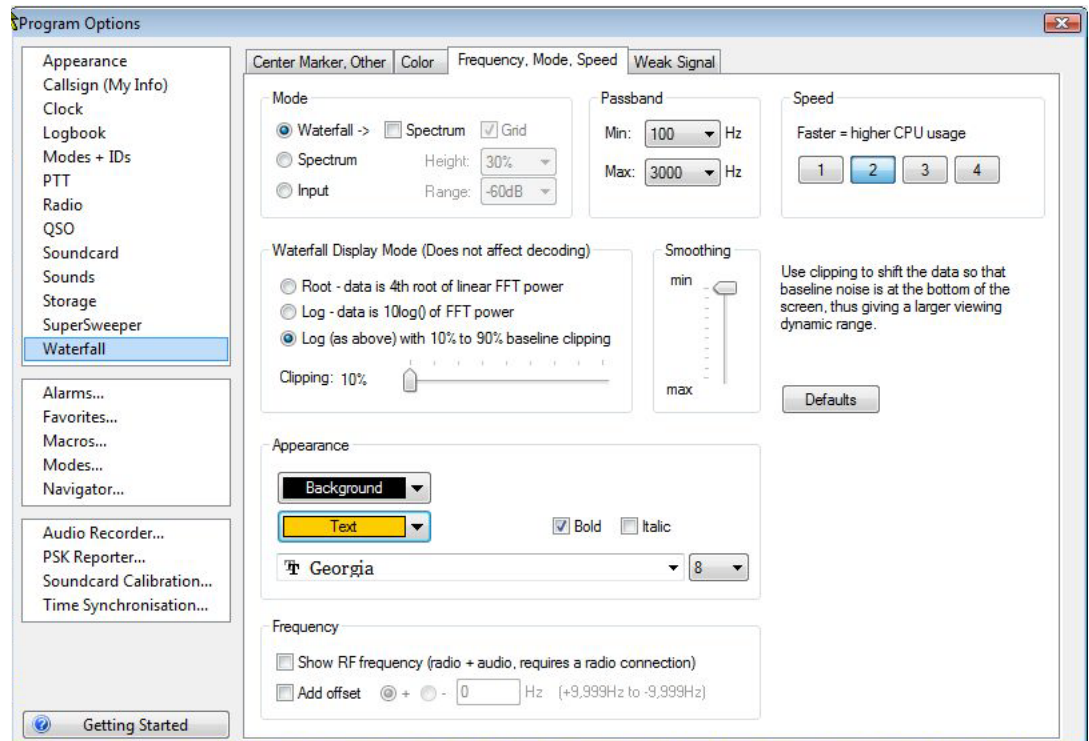 Program Options
Appearance
Callsign (My Info)
Clock
Logbook
Modes + IDs
PTT
Radio
QSO
Soundcard
Sounds
Storage
SuperSweeper
Waterfall
Alarms...
Favorites...
Macros...
Modes...
Navigator...
Audio Recorder...
PSK Reporter...
Soundcard Calibration...
Time Synchronisation...
Getting Started
Center Marker, Other Color Frequency, Mode, Speed Weak Signal
Mode
Waterfall -> Spectrum Grid
Spectrum Height: 30%
Input Range: -60dB
Passband
Min: 100 Hz
Max: 3000 Hz
Speed
Faster = higher CPU usage
1 2 3 4
Waterfall Display Mode (Does not affect decoding)
Root - data is 4th root of linear FFT power
Log - data is 10log() of FFT power
Log (as above) with 10% to 90% baseline clipping
Clipping: 10%
Smoothing
min
max
Use clipping to shift the data so that
baseline noise is at the bottom of the
screen, thus giving a larger viewing
dynamic range.
Defaults
Appearance
Background
Text Bold Italic
Georgia 8
Frequency
Show RF frequency (radio + audio, requires a radio connection)
Add offset + - 0 Hz (+9,999Hz to -9,999Hz)